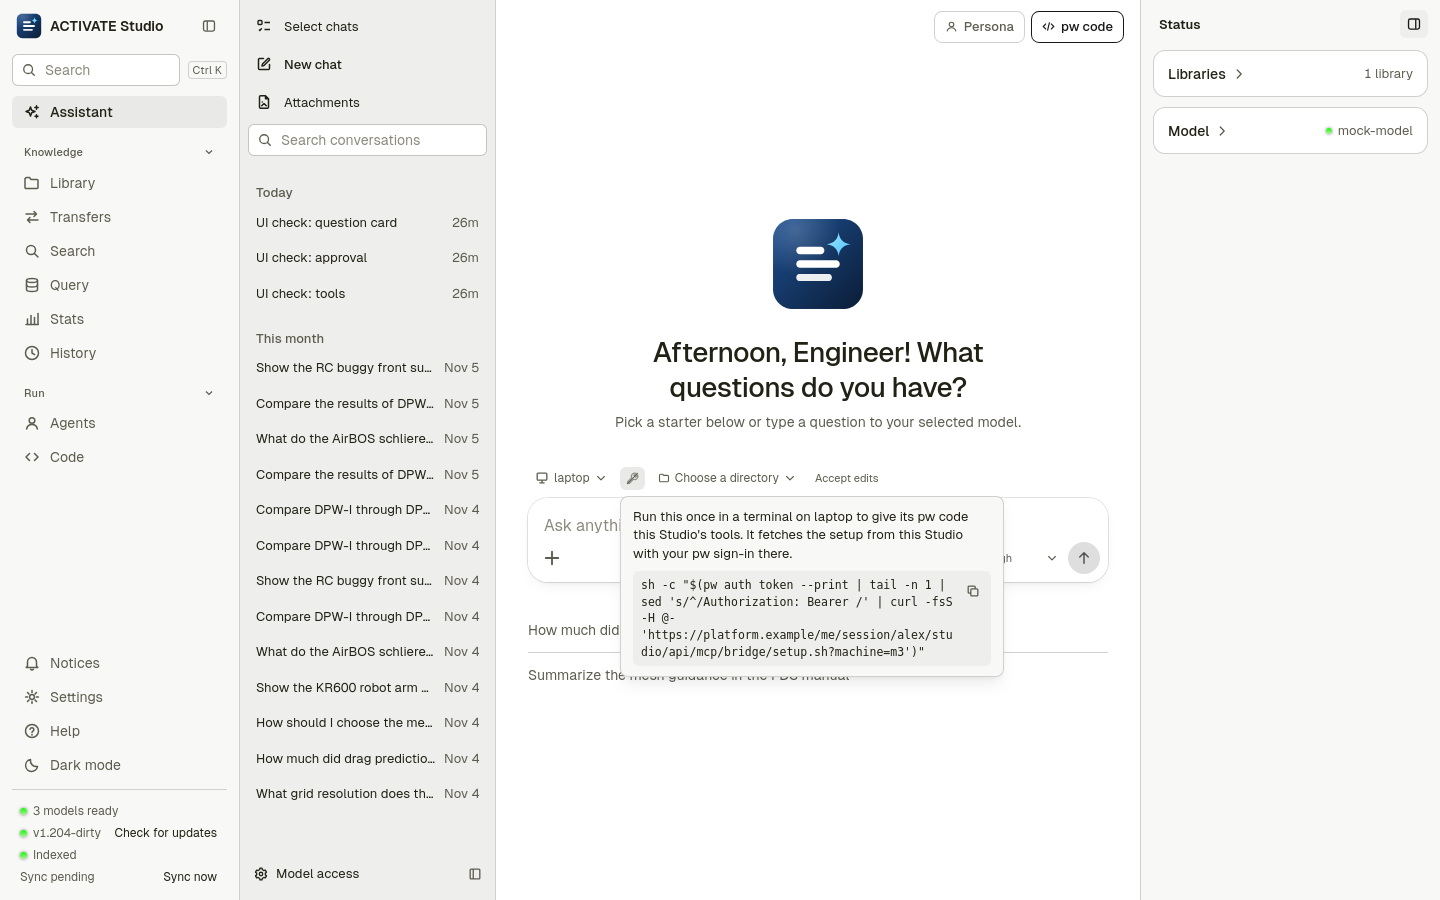 ACTIVATE Studio
Search
Ctrl K
Assistant
Knowledge
Library
Transfers
Search
Query
Stats
History
Run
Agents
Code
Notices
Settings
Help
Dark mode
3 models ready
v1.204-dirty Check for updates
Indexed
Sync pending Sync now
Select chats
New chat
Attachments
Search conversations
Today
UI check: question card 26m
UI check: approval 26m
UI check: tools 26m
This month
Show the RC buggy front su... Nov 5
Compare the results of DPW... Nov 5
What do the AirBOS schliere... Nov 5
Compare the results of DPW... Nov 5
Compare DPW-I through DP... Nov 4
Compare DPW-I through DP... Nov 4
Show the RC buggy front su... Nov 4
Compare DPW-I through DP... Nov 4
What do the AirBOS schliere... Nov 4
Show the KR600 robot arm ... Nov 4
How should I choose the me... Nov 4
How much did drag predictio... Nov 4
What grid resolution does th... Nov 4
Model access
Persona
pw code
Afternoon, Engineer! What
questions do you have?
Pick a starter below or type a question to your selected model.
laptop
Choose a directory
Accept edits
Ask anythi
Run this once in a terminal on laptop to give its pw code
this Studio's tools. It fetches the setup from this Studio
with your pw sign-in there.
sh -c "$(pw auth token --print | tail -n 1 |
sed 's/^/Authorization: Bearer /' | curl -fsS
-H @-
'https://platform.example/me/session/alex/stu
dio/api/mcp/bridge/setup.sh?machine=m3')"
How much did
Summarize the mesh guidance in the FDS manual
Status
Libraries 1 library
Model mock-model